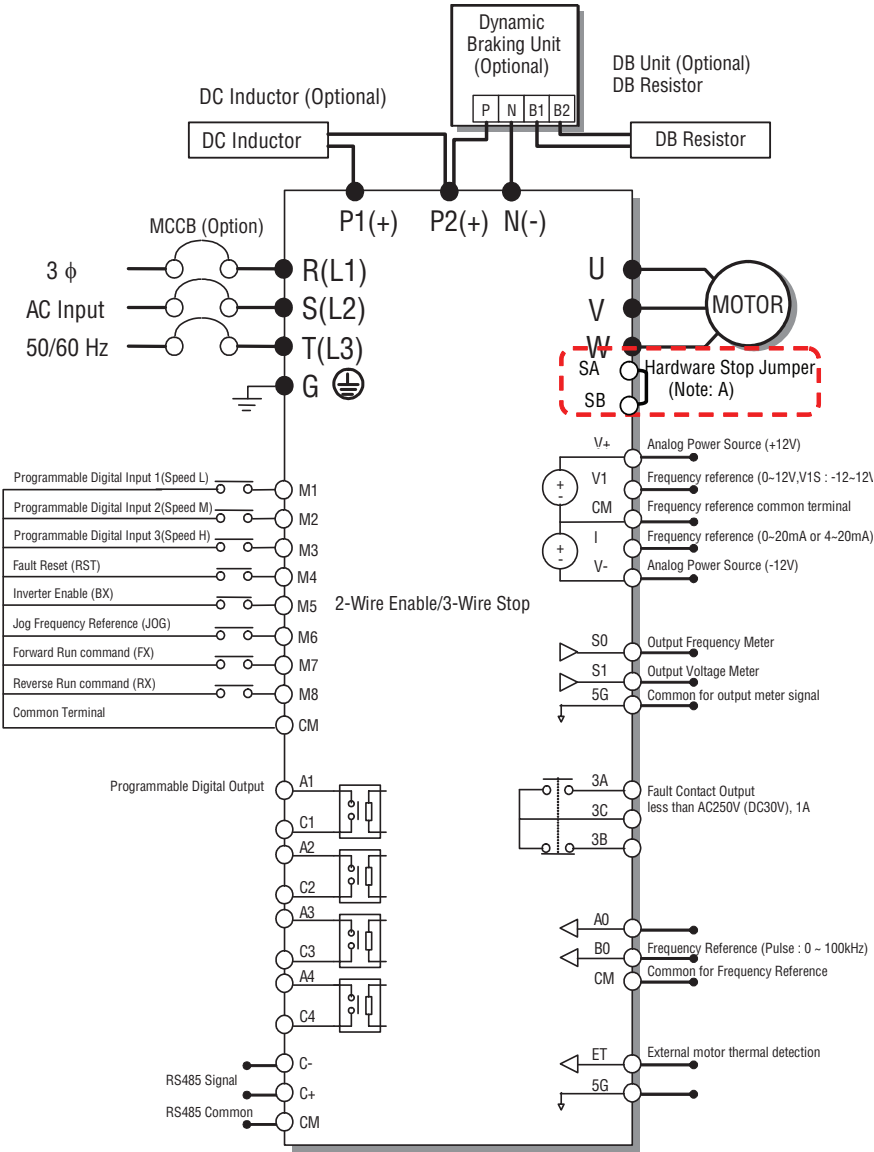 Dynamic
Braking Unit
(Optional)
DB Unit (Optional)
DB Resistor
DC Inductor (Optional)
P N B1 B2
DC Inductor
DB Resistor
P1(+) P2(+) N(-)
MCCB (Option)
3 ϕ
AC Input
50/60 Hz
R(L1)
S(L2)
T(L3)
G
U
V
W
MOTOR
SA
SB
Hardware Stop Jumper
(Note: A)
V+ Analog Power Source (+12V)
V1 Frequency reference (0~12V,V1S : -12~12V
CM Frequency reference common terminal
I Frequency reference (0~20mA or 4~20mA)
V- Analog Power Source (-12V)
+
-
+
-
Programmable Digital Input 1(Speed L) M1
Programmable Digital Input 2(Speed M) M2
Programmable Digital Input 3(Speed H) M3
Fault Reset (RST) M4
Inverter Enable (BX) M5
2-Wire Enable/3-Wire Stop
Jog Frequency Reference (JOG) M6
Forward Run command (FX) M7
Reverse Run command (RX) M8
Common Terminal CM
S0 Output Frequency Meter
S1 Output Voltage Meter
5G Common for output meter signal
Programmable Digital Output
A1
C1
A2
C2
A3
C3
A4
C4
3A
3C
3B
Fault Contact Output
less than AC250V (DC30V), 1A
A0
B0 Frequency Reference (Pulse : 0 ~ 100kHz)
CM Common for Frequency Reference
ET External motor thermal detection
5G
C-
RS485 Signal
C+
RS485 Common
CM